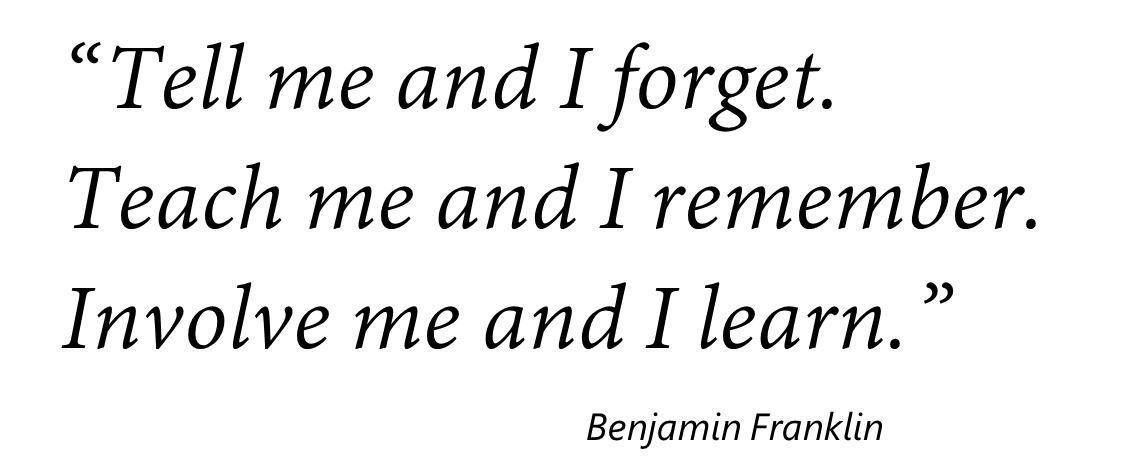 “Tell me and I forget.
Teach me and I remember.
Involve me and I learn.”
Benjamin Franklin